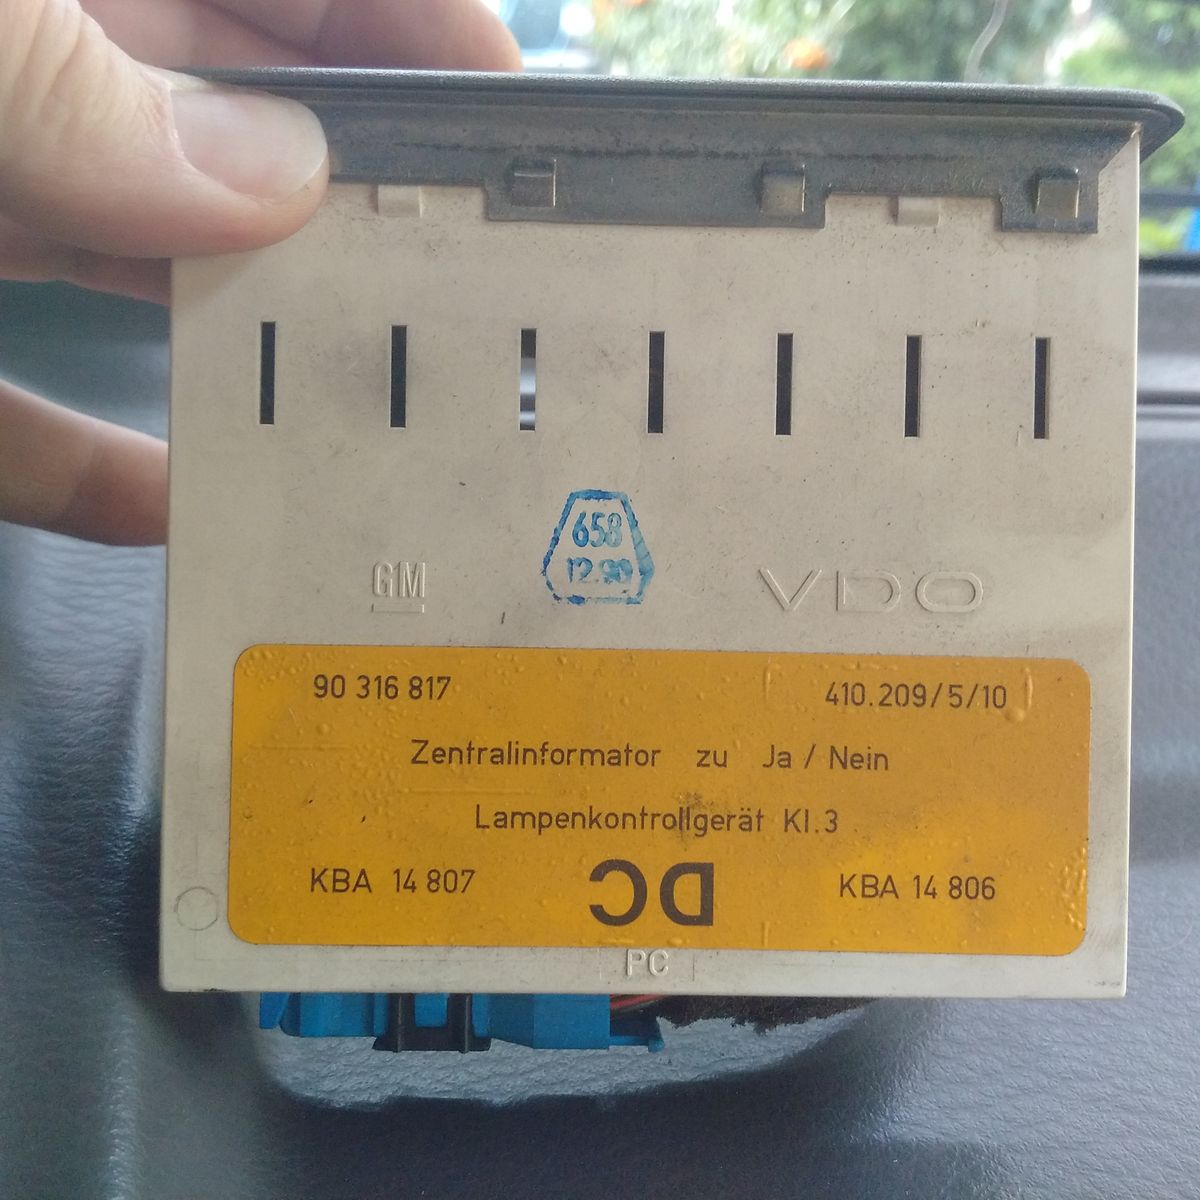 658
12.90
GM
VDO
90 316 817
410.209/5/10
Zentralinformator zu Ja / Nein
Lampenkontrollgerät Kl.3
KBA 14 807
DC
KBA 14 806
PC